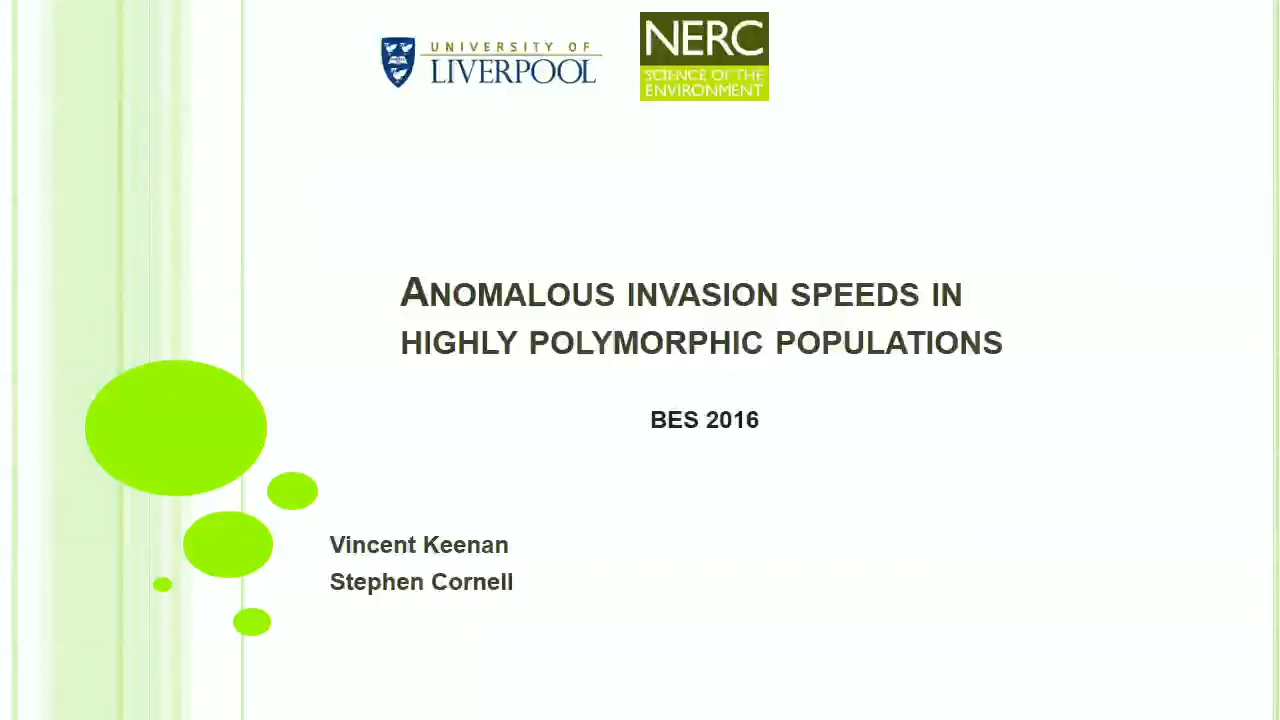 UNIVERSITY OF
LIVERPOOL
NERC
SCIENCE OF THE
ENVIRONMENT
ANOMALOUS INVASION SPEEDS IN
HIGHLY POLYMORPHIC POPULATIONS
BES 2016
Vincent Keenan
Stephen Cornell